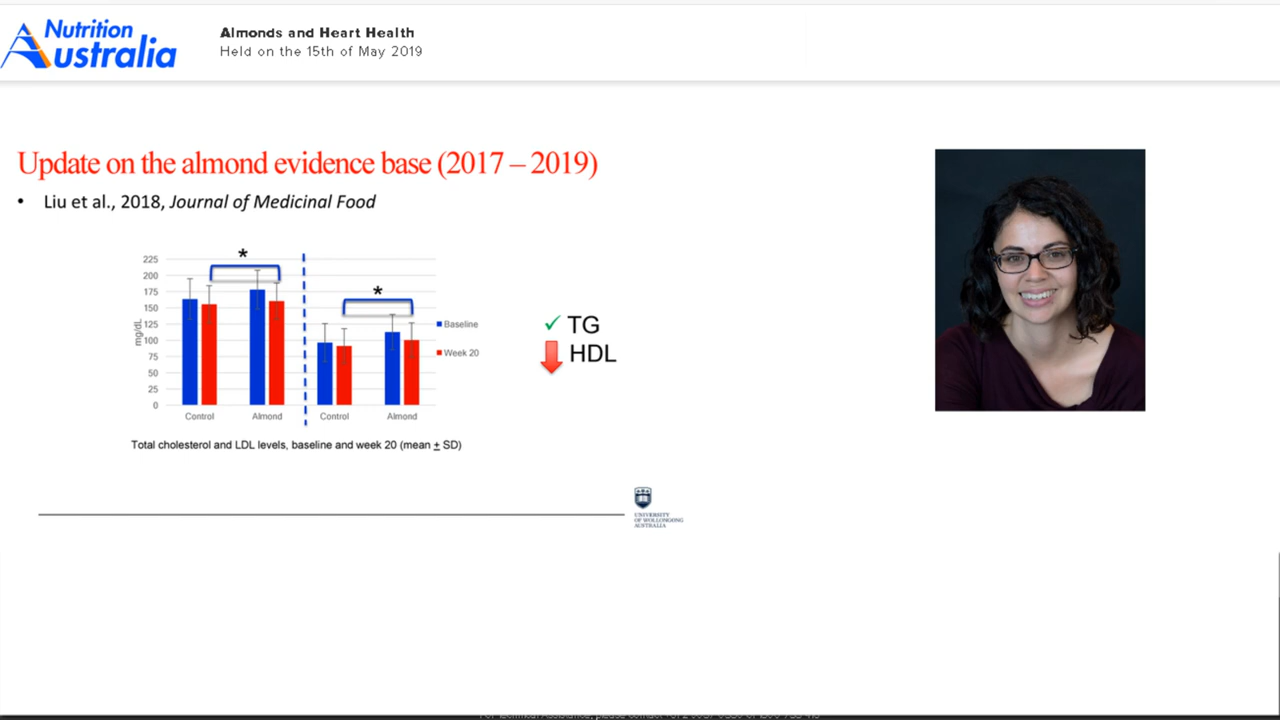 Nutrition
Australia
Almonds and Heart Health
Held on the 15th of May 2019
Update on the almond evidence base (2017 – 2019)
• Liu et al., 2018, Journal of Medicinal Food
*
*
225
200
175
150
125
100
75
50
25
0
mg/dL
Control
Almond
Control
Almond
Baseline
Week 20
✓ TG
HDL
Total cholesterol and LDL levels, baseline and week 20 (mean ± SD)
UNIVERSITY
OF WOLLONGONG
AUSTRALIA